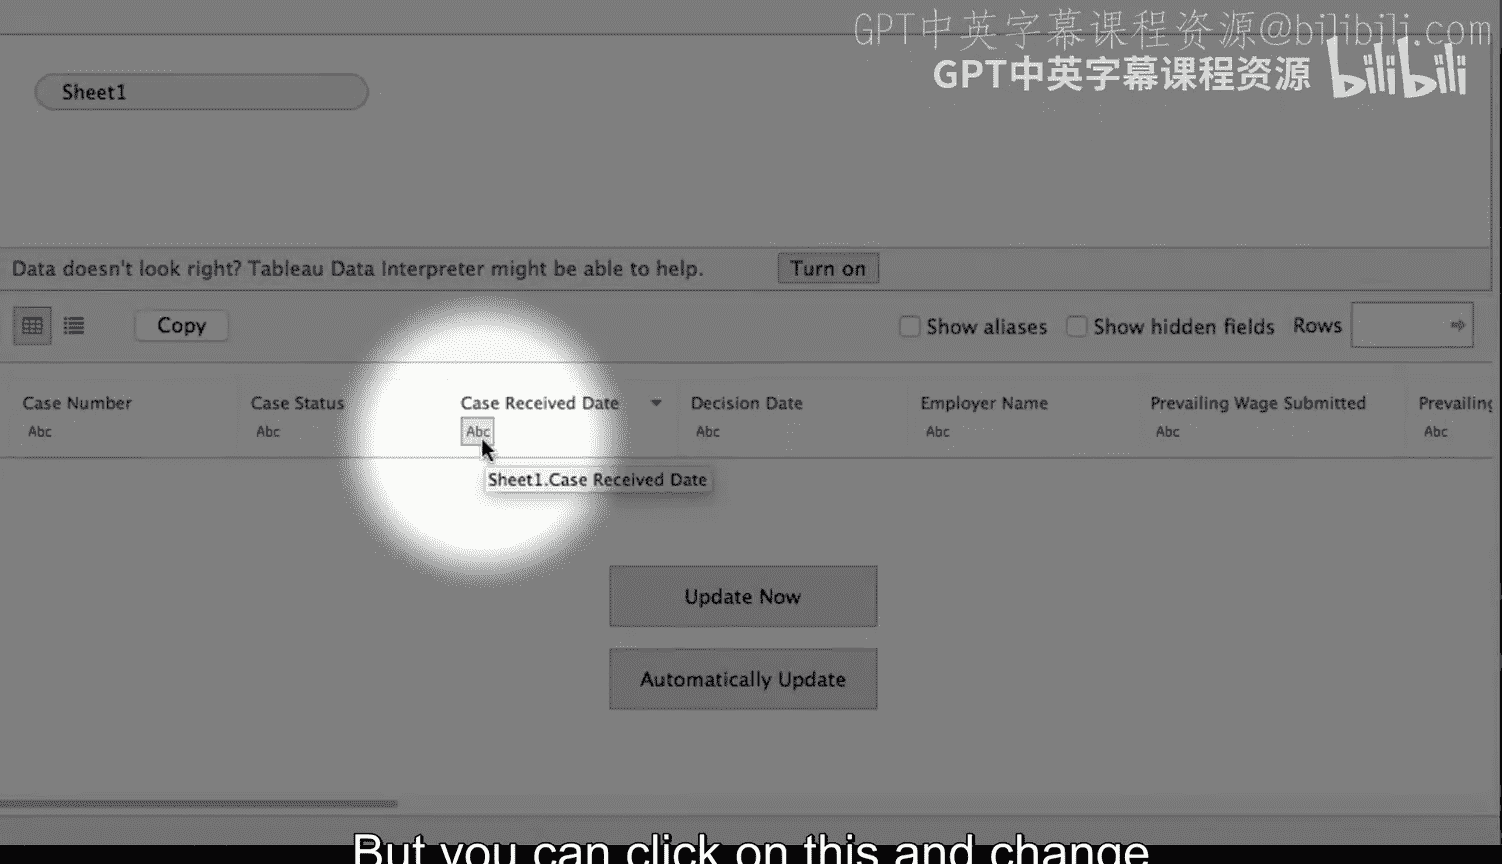 GPT中英字幕课程资源@bilibili.com
GPT中英字幕课程资源 bilibili
Sheet1
Data doesn't look right? Tableau Data Interpreter might be able to help. Turn on
Copy Show aliases Show hidden fields Rows
Case Number Case Status Case Received Date Decision Date Employer Name Prevailing Wage Submitted Prevailing
Abc Abc Abc Abc Abc Abc Abc
Sheet1.Case Received Date
Update Now
Automatically Update
But you can click on this and change